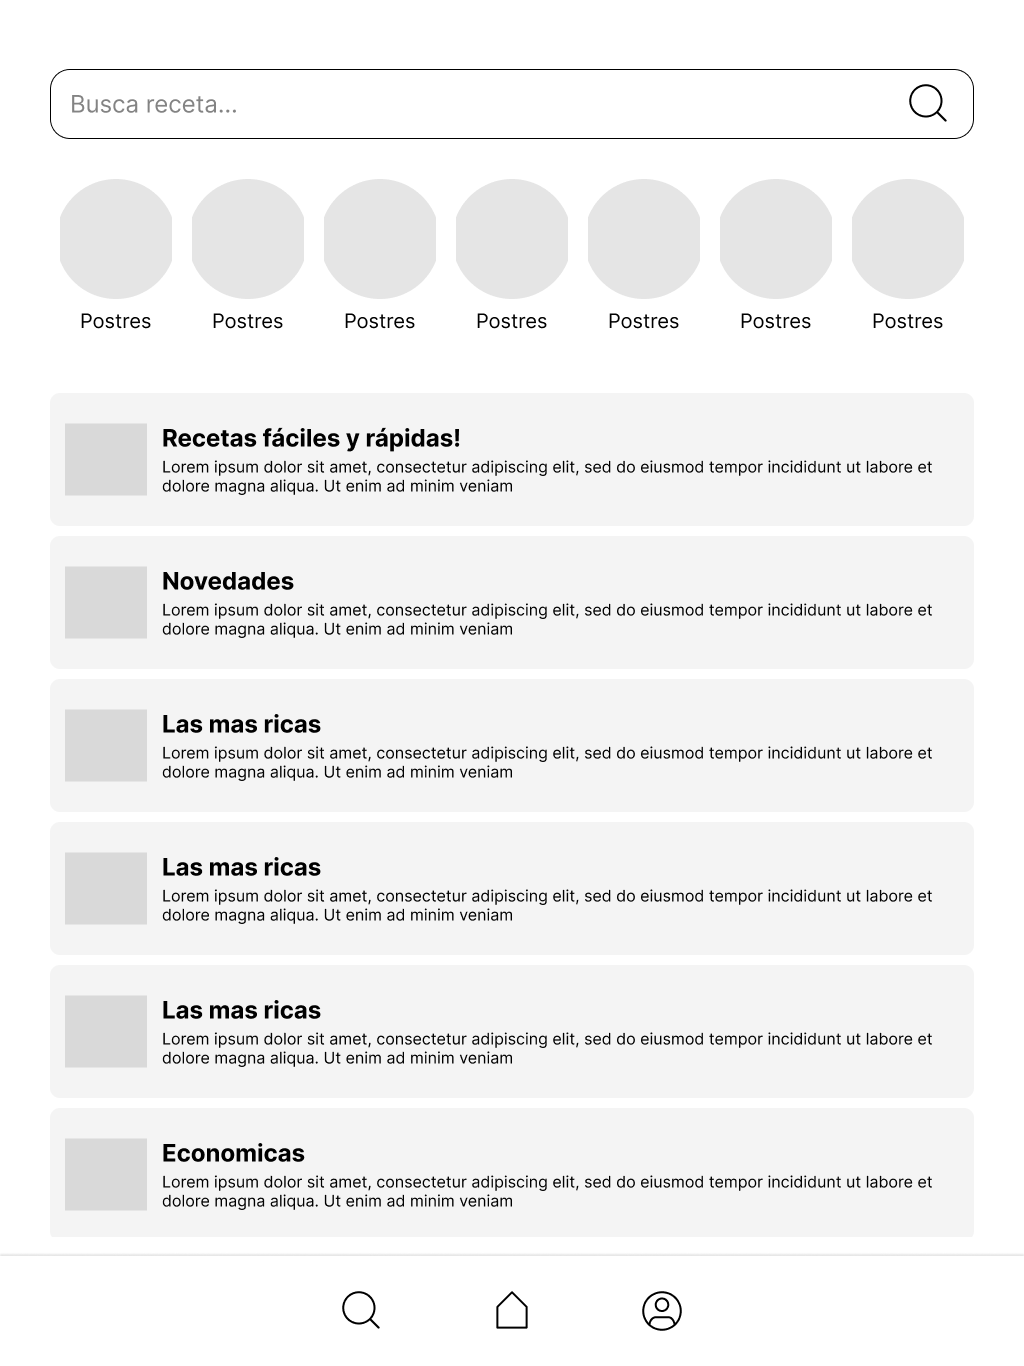 Busca receta...
Postres Postres Postres Postres Postres Postres Postres
Recetas fáciles y rápidas!
Lorem ipsum dolor sit amet, consectetur adipiscing elit, sed do eiusmod tempor incididunt ut labore et
dolore magna aliqua. Ut enim ad minim veniam
Novedades
Lorem ipsum dolor sit amet, consectetur adipiscing elit, sed do eiusmod tempor incididunt ut labore et
dolore magna aliqua. Ut enim ad minim veniam
Las mas ricas
Lorem ipsum dolor sit amet, consectetur adipiscing elit, sed do eiusmod tempor incididunt ut labore et
dolore magna aliqua. Ut enim ad minim veniam
Las mas ricas
Lorem ipsum dolor sit amet, consectetur adipiscing elit, sed do eiusmod tempor incididunt ut labore et
dolore magna aliqua. Ut enim ad minim veniam
Las mas ricas
Lorem ipsum dolor sit amet, consectetur adipiscing elit, sed do eiusmod tempor incididunt ut labore et
dolore magna aliqua. Ut enim ad minim veniam
Economicas
Lorem ipsum dolor sit amet, consectetur adipiscing elit, sed do eiusmod tempor incididunt ut labore et
dolore magna aliqua. Ut enim ad minim veniam